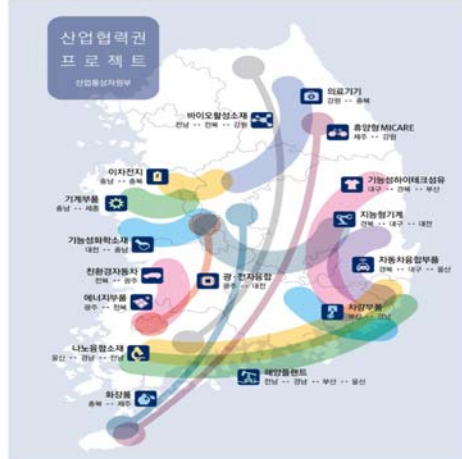 산업협력권
프로젝트
산업통상자원부
의료기기
강원 ↔ 충북
바이오활성소재
전남 ↔ 전북 ↔ 강원
휴양형 MICARE
제주 ↔ 강원
이차전지
충남 ↔ 충북
기능성하이테크섬유
대구 ↔ 경북 ↔ 부산
기계부품
충남 ↔ 세종
지능형기계
경북 ↔ 대구 ↔ 대전
기능성화학소재
대전 ↔ 충남
자동차융합부품
경북 ↔ 대구 ↔ 울산
친환경자동차
전북 ↔ 광주
광·전자융합
광주 ↔ 대전
에너지부품
광주 ↔ 전북
차량부품
부산 ↔ 경남
나노융합소재
울산 ↔ 경남 ↔ 전남
해양플랜트
전남 ↔ 경남 ↔ 부산 ↔ 울산
화장품
충북 ↔ 제주